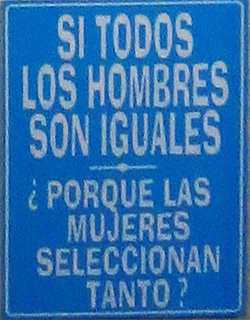 SI TODOS
LOS HOMBRES
SON IGUALES
¿ PORQUE LAS
MUJERES
SELECCIONAN
TANTO ?